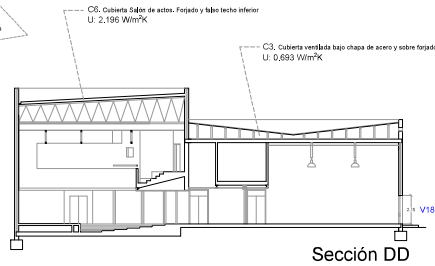 C6. Cubierta Salón de actos. Forjado y falso techo inferior
U: 2.196 W/m²K
C3. Cubierta ventilada bajo chapa de acero y sobre forjado
U: 0,693 W/m²K
V18
Sección DD